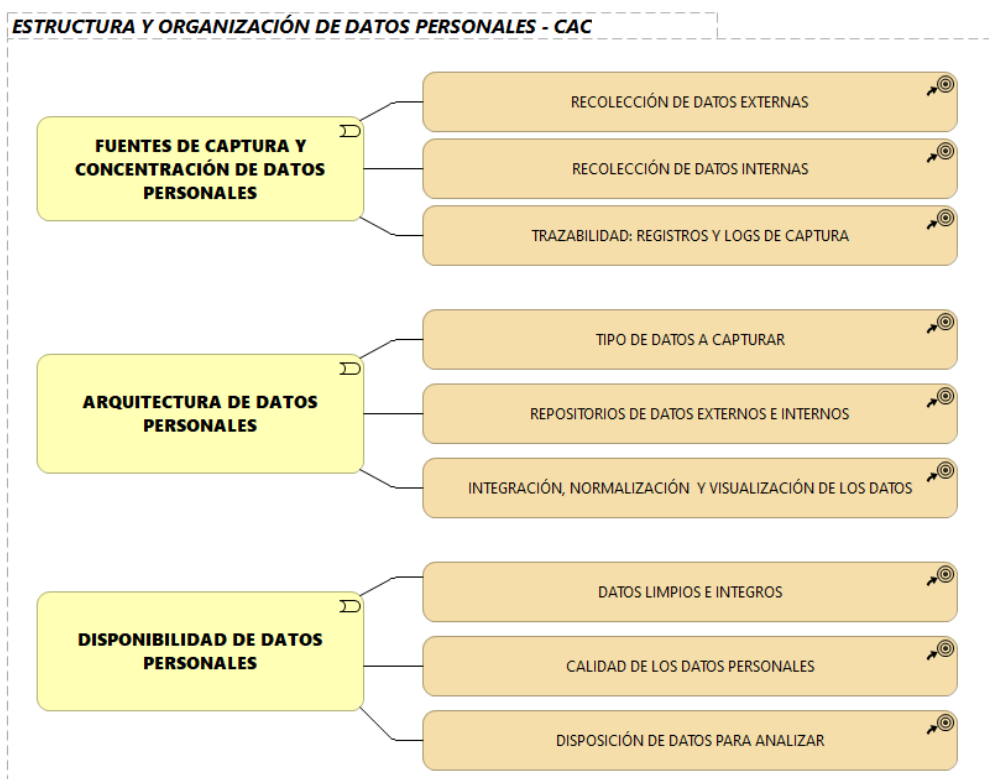 ESTRUCTURA Y ORGANIZACIÓN DE DATOS PERSONALES - CAC
FUENTES DE CAPTURA Y
CONCENTRACIÓN DE DATOS
PERSONALES
RECOLECCIÓN DE DATOS EXTERNAS
RECOLECCIÓN DE DATOS INTERNAS
TRAZABILIDAD: REGISTROS Y LOGS DE CAPTURA
ARQUITECTURA DE DATOS
PERSONALES
TIPO DE DATOS A CAPTURAR
REPOSITORIOS DE DATOS EXTERNOS E INTERNOS
INTEGRACIÓN, NORMALIZACIÓN Y VISUALIZACIÓN DE LOS DATOS
DISPONIBILIDAD DE DATOS
PERSONALES
DATOS LIMPIOS E INTEGROS
CALIDAD DE LOS DATOS PERSONALES
DISPOSICIÓN DE DATOS PARA ANALIZAR